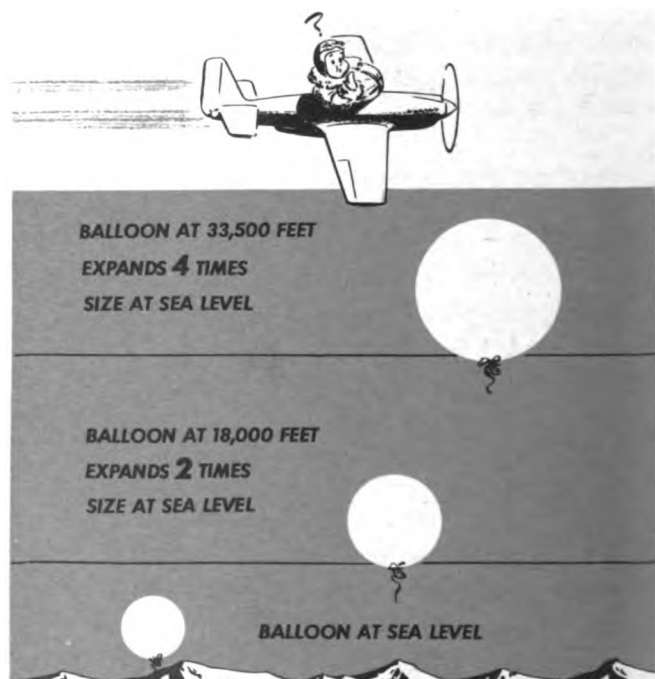 ?
BALLOON AT 33,500 FEET
EXPANDS 4 TIMES
SIZE AT SEA LEVEL
BALLOON AT 18,000 FEET
EXPANDS 2 TIMES
SIZE AT SEA LEVEL
BALLOON AT SEA LEVEL